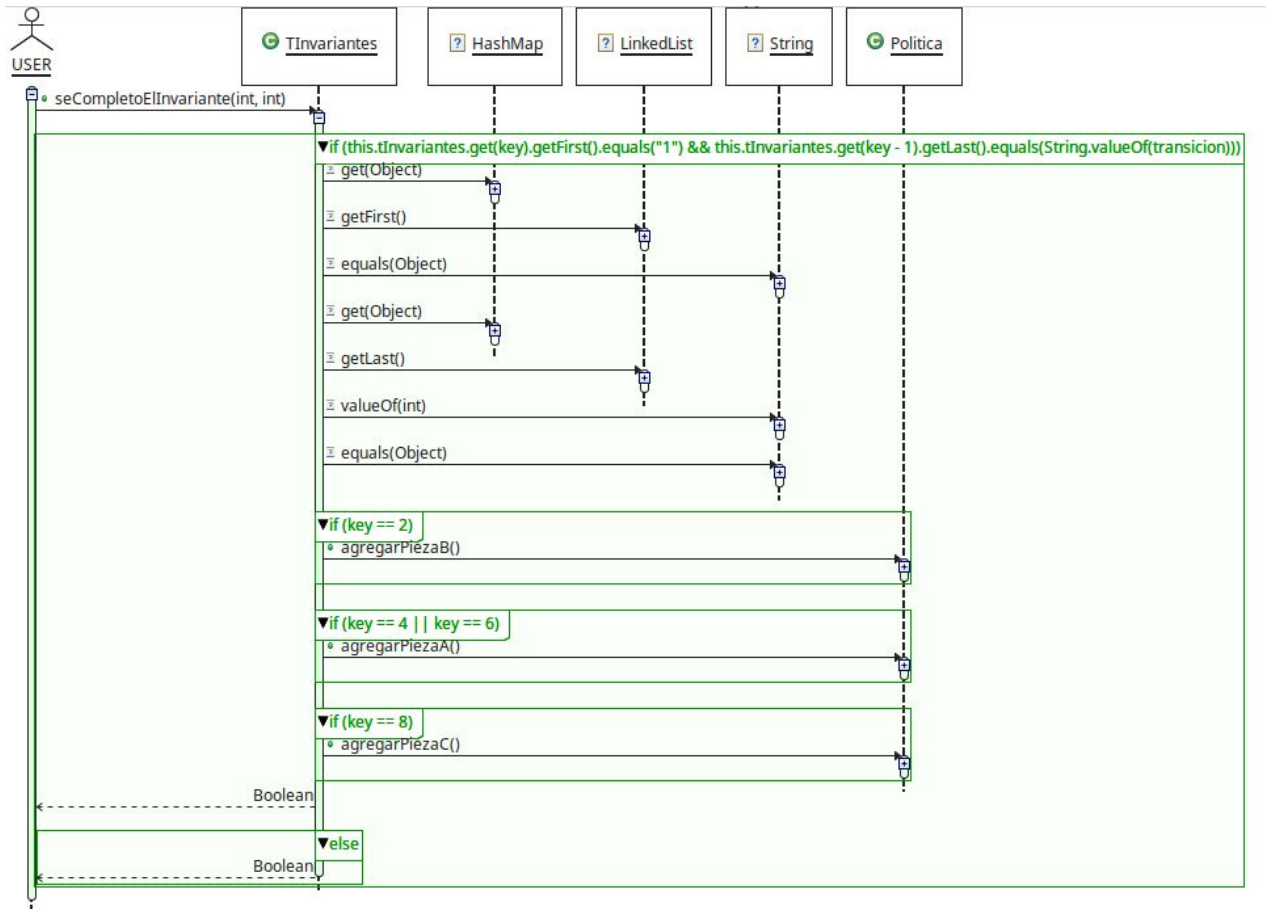 USER
TInvariantes
HashMap
LinkedList
String
Politica
seCompletoElInvariante(int, int)
if (this.tInvariantes.get(key).getFirst().equals("1") && this.tInvariantes.get(key - 1).getLast().equals(String.valueOf(transicion)))
get(Object)
getFirst()
equals(Object)
get(Object)
getLast()
valueOf(int)
equals(Object)
if (key == 2)
agregarPiezaB()
if (key == 4 || key == 6)
agregarPiezaA()
if (key == 8)
agregarPiezaC()
Boolean
else
Boolean